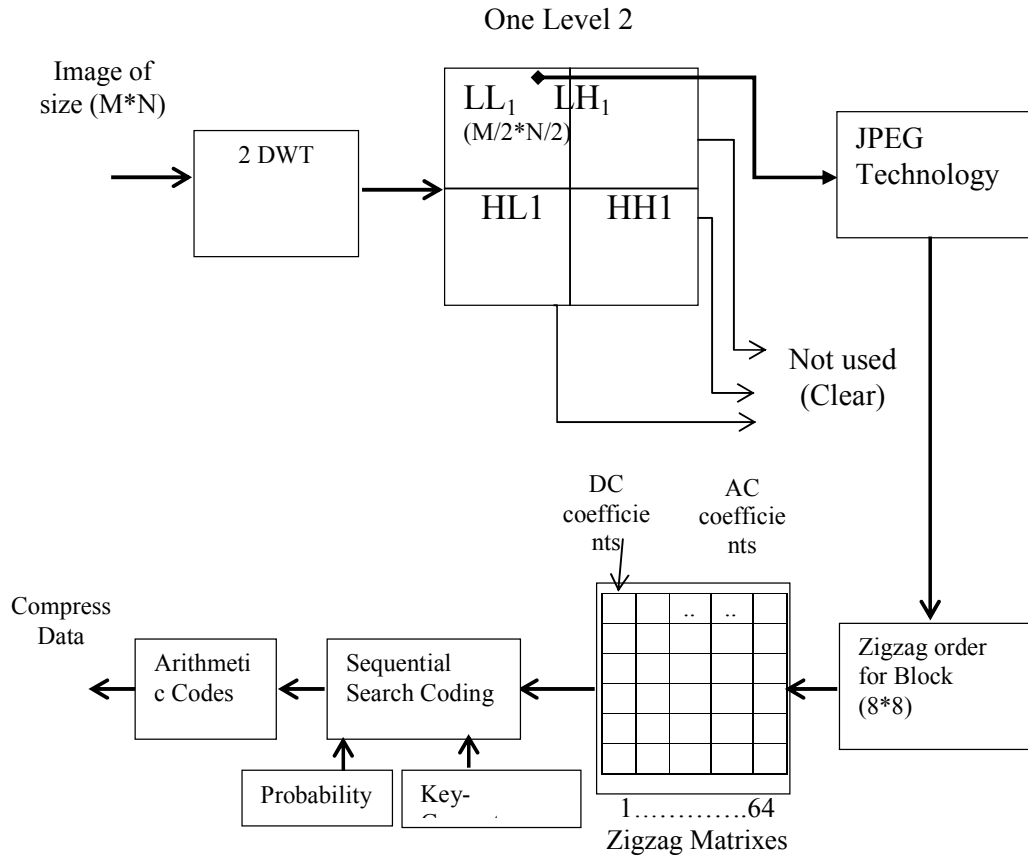 One Level 2
Image of
size (M*N)
2 DWT
LL₁ LH₁
(M/2*N/2)
HL1 HH1
JPEG
Technology
Not used
(Clear)
DC
coefficie
nts
AC
coefficie
nts
.. ..
Compress
Data
Arithmeti
c Codes
Sequential
Search Coding
Zigzag order
for Block
(8*8)
Probability
Key-
1………….64
Zigzag Matrixes